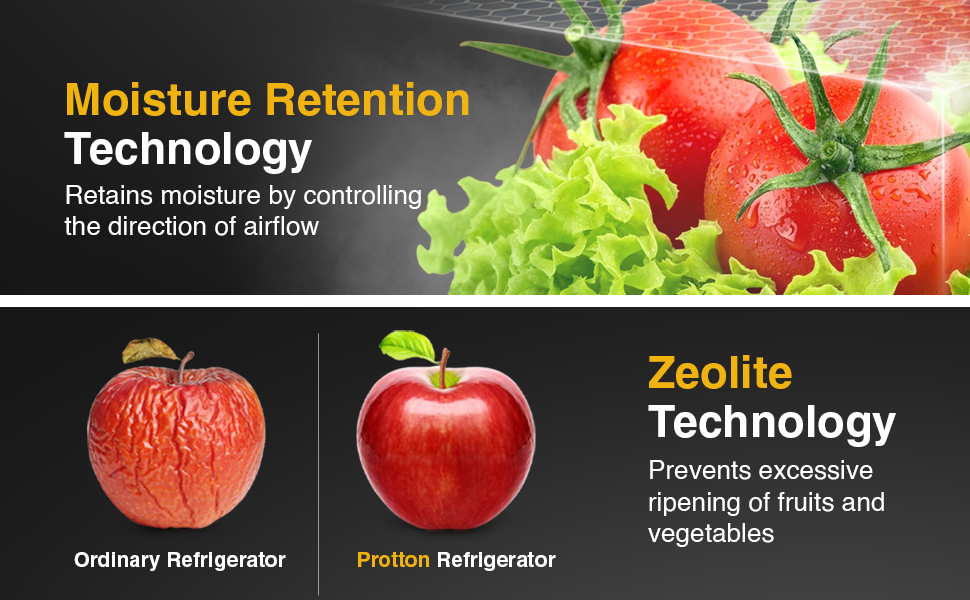 Moisture Retention
Technology
Retains moisture by controlling
the direction of airflow
Zeolite
Technology
Prevents excessive
ripening of fruits and
vegetables
Ordinary Refrigerator
Protton Refrigerator